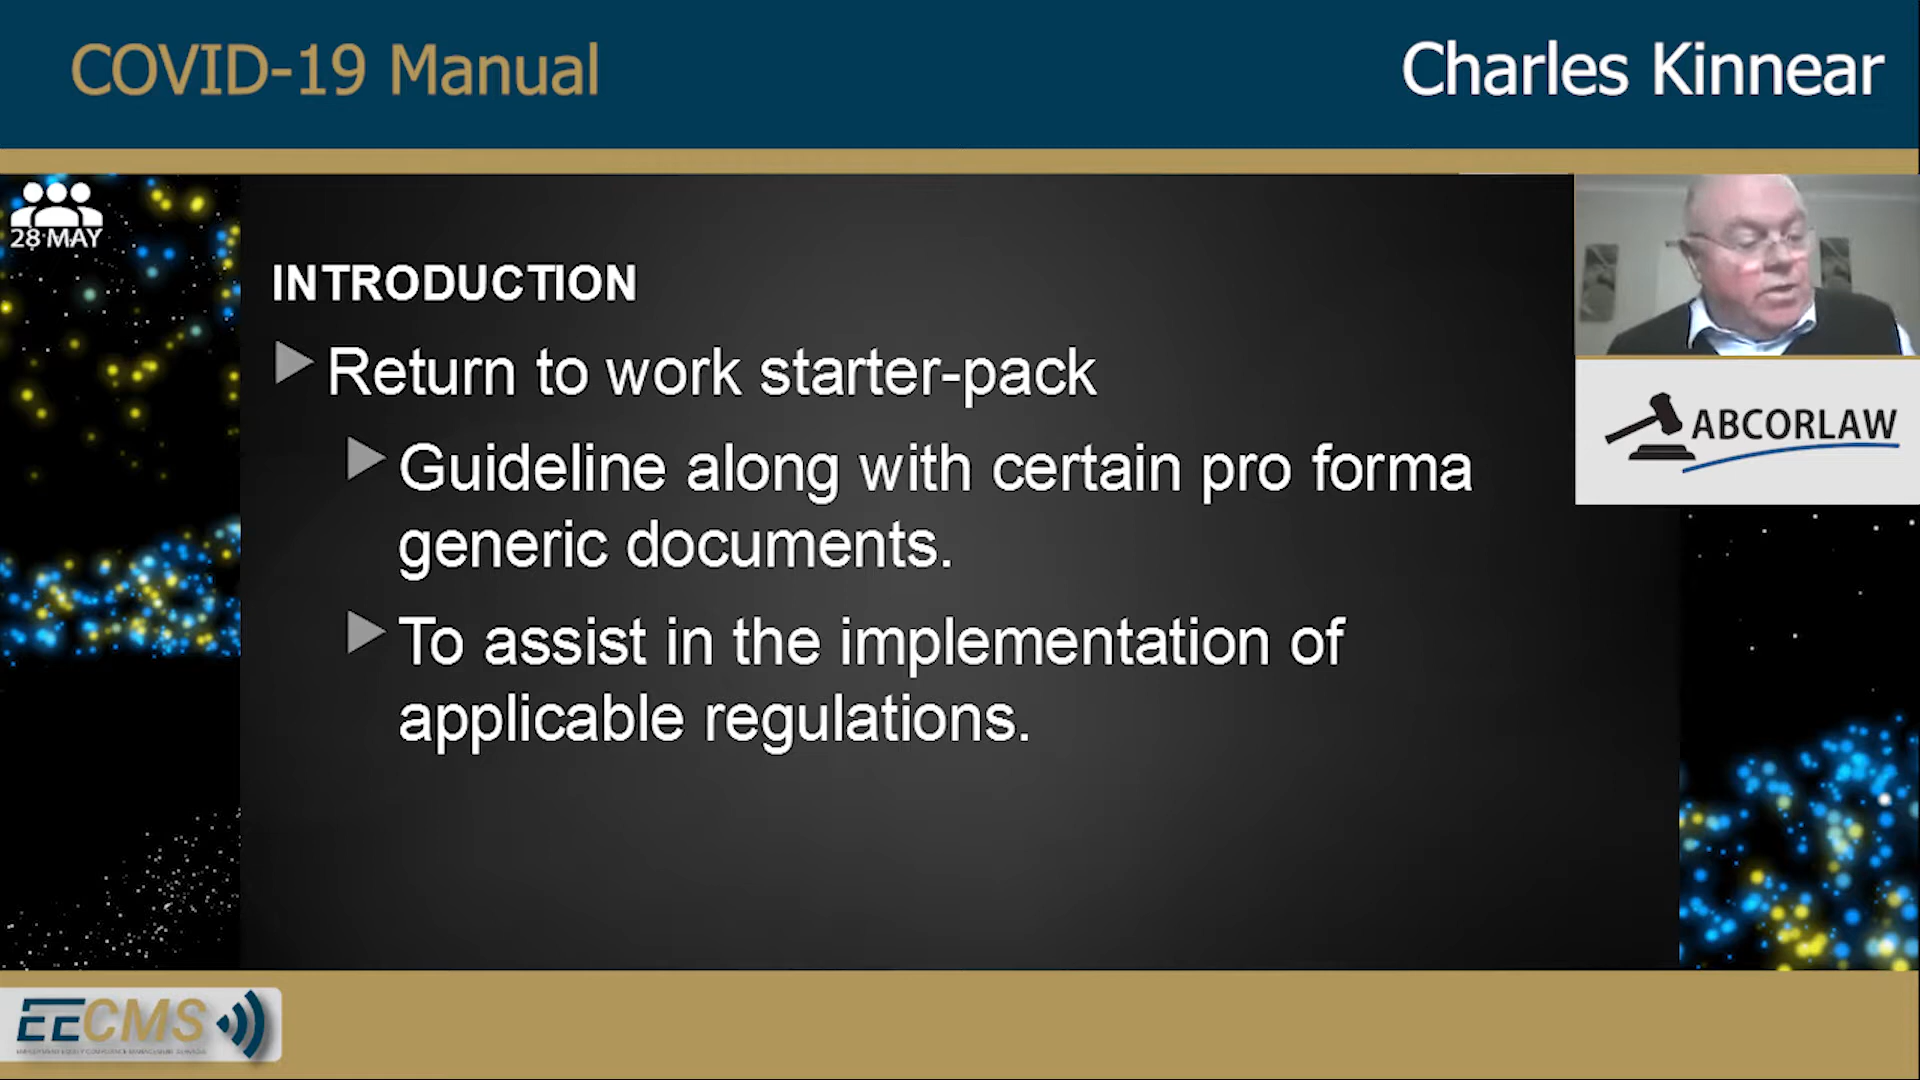 COVID-19 Manual
Charles Kinnear
28 MAY
INTRODUCTION
Return to work starter-pack
Guideline along with certain pro forma
generic documents.
To assist in the implementation of
applicable regulations.
ABCORLAW
EECMS